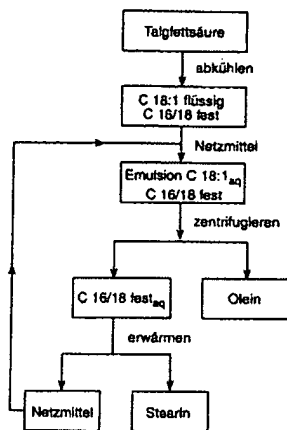 Talgfettsäure
abkühlen
C 18:1 flüssig
C 16/18 fest
Netzmittel
Emulsion C 18:1aq
C 16/18 fest
zentrifugieren
C 16/18 festaq
Olein
erwärmen
Netzmittel
Stearin